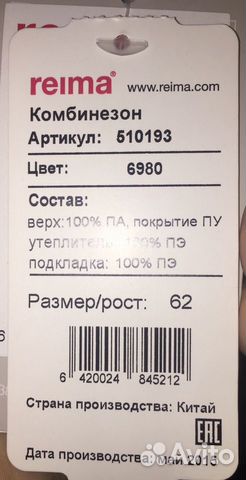 reima® www.reima.com
Комбинезон
Артикул: 510193
Цвет: 6980
Состав:
верх:100% ПА, покрытие ПУ
утеплитель: 100% ПЭ
подкладка: 100% ПЭ
Размер/рост: 62
6 420024 845212
Страна производства: Китай
EAC
Дата производства: май 2015
Avito